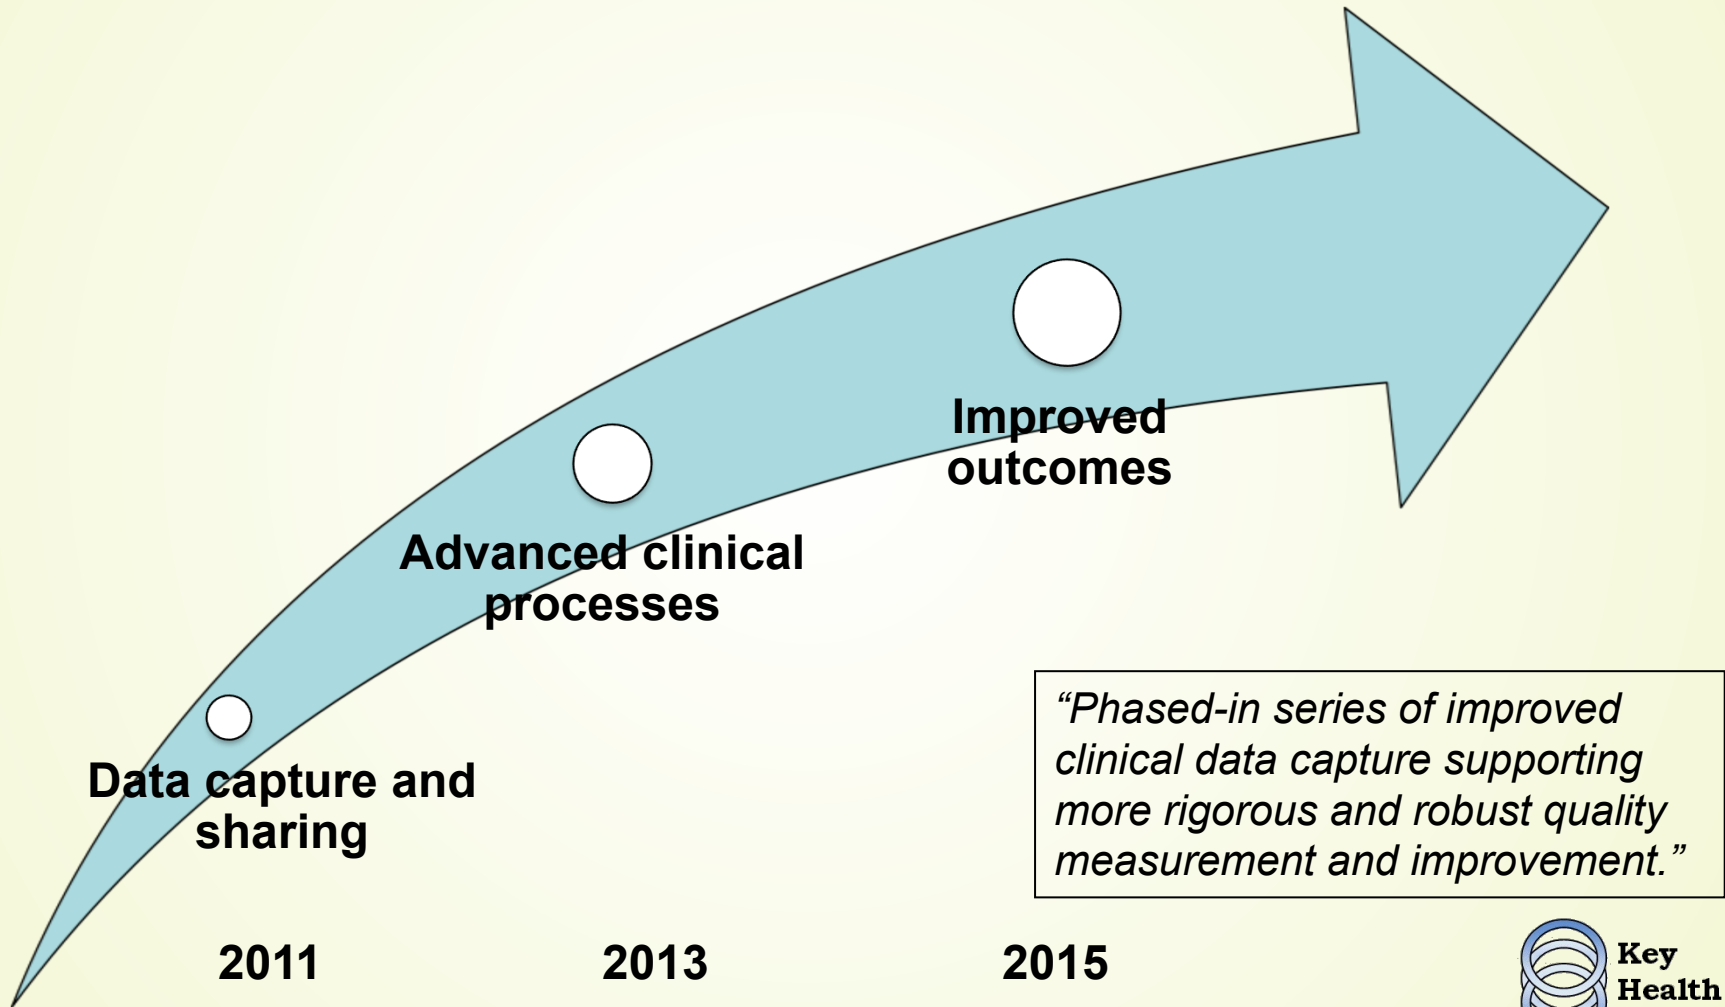 Improved
outcomes
Advanced clinical
processes
Data capture and
sharing
“Phased-in series of improved
clinical data capture supporting
more rigorous and robust quality
measurement and improvement.”
2011
2013
2015
Key
Health